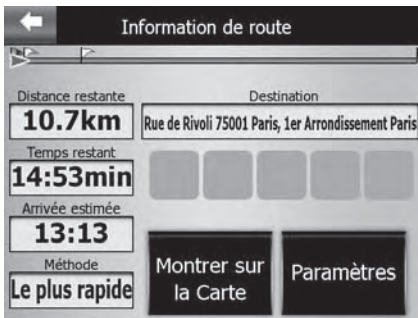 Information de route
Distance restante
10.7km
Destination
Rue de Rivoli 75001 Paris, 1er Arrondissement Paris
Temps restant
14:53min
Arrivée estimée
13:13
Méthode
Le plus rapide
Montrer sur
la Carte
Paramètres